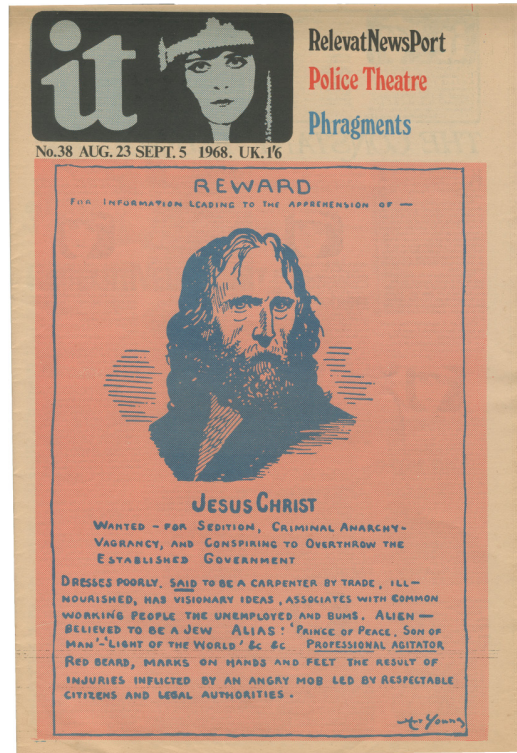 it
RelevatNewsPort
Police Theatre
Phragments
No.38 AUG. 23 SEPT. 5 1968. UK. 1'6
REWARD
FOR INFORMATION LEADING TO THE APPREHENSION OF —
JESUS CHRIST
WANTED – FOR SEDITION, CRIMINAL ANARCHY-
VAGRANCY, AND CONSPIRING TO OVERTHROW THE
ESTABLISHED GOVERNMENT
DRESSES POORLY. SAID TO BE A CARPENTER BY TRADE, ILL–
NOURISHED, HAS VISIONARY IDEAS, ASSOCIATES WITH COMMON
WORKING PEOPLE THE UNEMPLOYED AND BUMS. ALIEN —
BELIEVED TO BE A JEW ALIAS: 'PRINCE OF PEACE, SON OF
MAN'-'LIGHT OF THE WORLD' &c &c PROFESSIONAL AGITATOR
RED BEARD, MARKS ON HANDS AND FEET THE RESULT OF
INJURIES INFLICTED BY AN ANGRY MOB LED BY RESPECTABLE
CITIZENS AND LEGAL AUTHORITIES.
Art Young